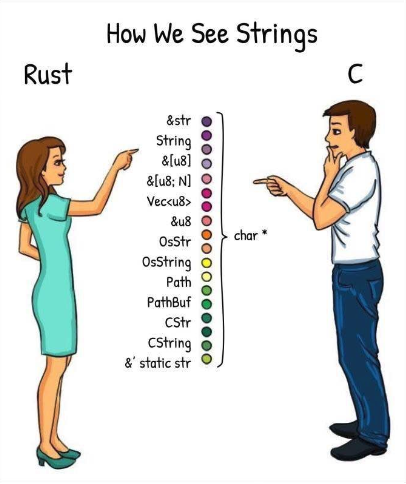 How We See Strings
Rust
C
&str
String
&[u8]
&[u8; N]
Vec<u8>
&u8
OsStr
OsString
Path
PathBuf
CStr
CString
&' static str
char *